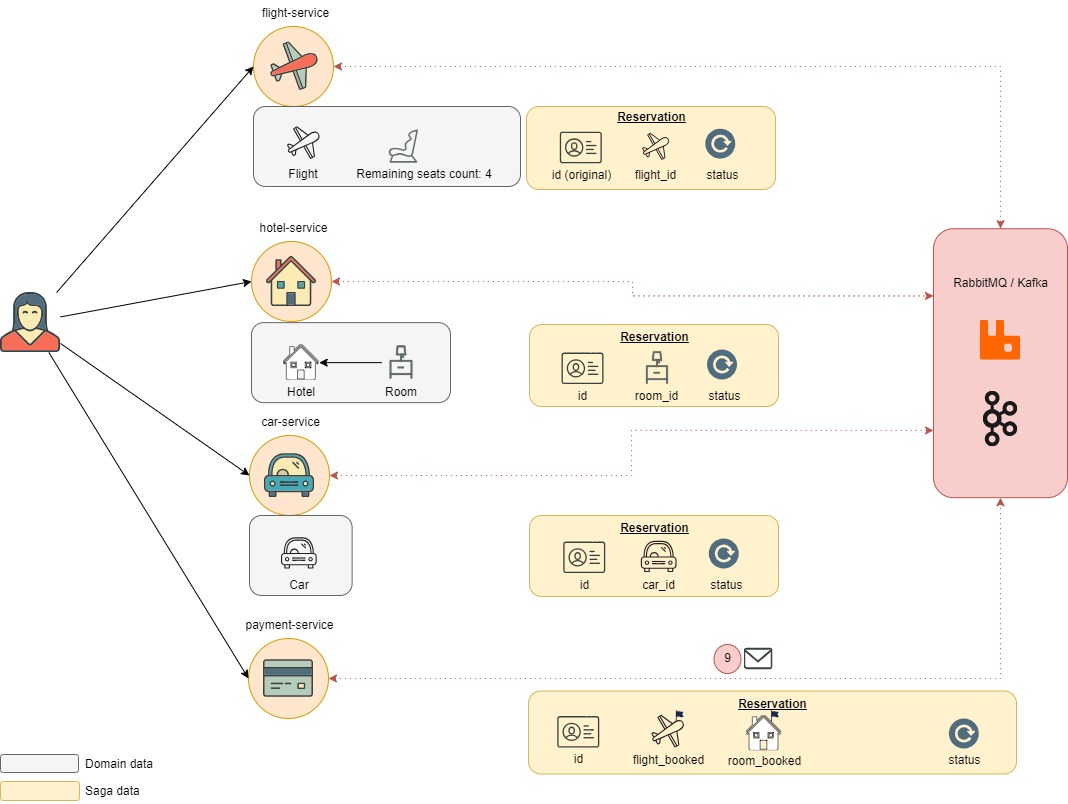 flight-service
Reservation
Flight
Remaining seats count: 4
id (original)
flight_id
status
hotel-service
RabbitMQ / Kafka
Reservation
Hotel
Room
id
room_id
status
car-service
Reservation
Car
id
car_id
status
payment-service
9
Reservation
id
flight_booked
room_booked
status
Domain data
Saga data